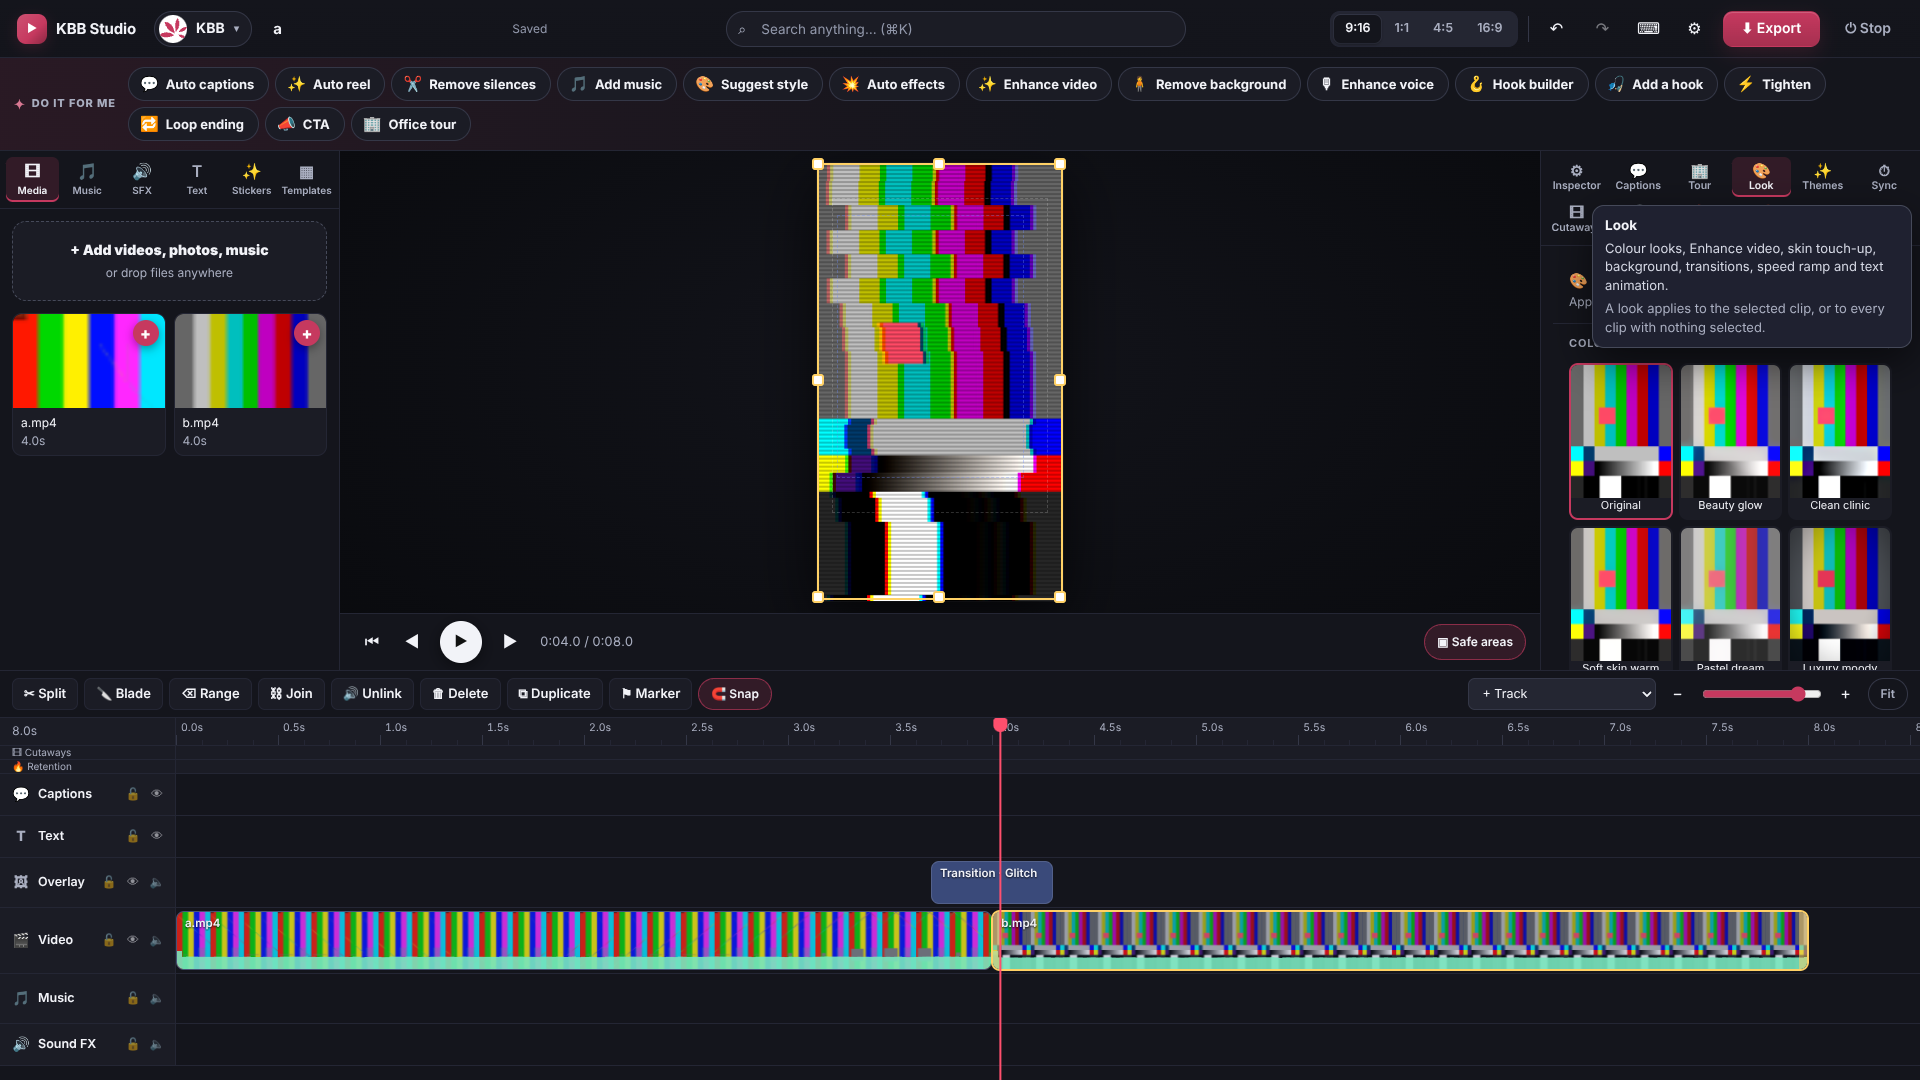 KBB Studio
KBB
a
Saved
Search anything... (⌘K)
9:16
1:1
4:5
16:9
Export
Stop
DO IT FOR ME
Auto captions
Auto reel
Remove silences
Add music
Suggest style
Auto effects
Enhance video
Remove background
Enhance voice
Hook builder
Add a hook
Tighten
Loop ending
CTA
Office tour
Media
Music
SFX
Text
Stickers
Templates
+ Add videos, photos, music
or drop files anywhere
a.mp4
4.0s
b.mp4
4.0s
0:04.0 / 0:08.0
Safe areas
Inspector
Captions
Tour
Look
Themes
Sync
Look
Colour looks, Enhance video, skin touch-up,
background, transitions, speed ramp and text
animation.
A look applies to the selected clip, or to every
clip with nothing selected.
Original
Beauty glow
Clean clinic
Soft skin warm
Pastel dream
Luxury moody
Split
Blade
Range
Join
Unlink
Delete
Duplicate
Marker
Snap
+ Track
−
+
Fit
8.0s
0.0s
0.5s
1.0s
1.5s
2.0s
2.5s
3.0s
3.5s
4.5s
5.0s
5.5s
6.0s
6.5s
7.0s
7.5s
8.0s
Cutaways
Retention
Captions
T Text
Overlay
Transition · Glitch
Video
a.mp4
b.mp4
Music
Sound FX